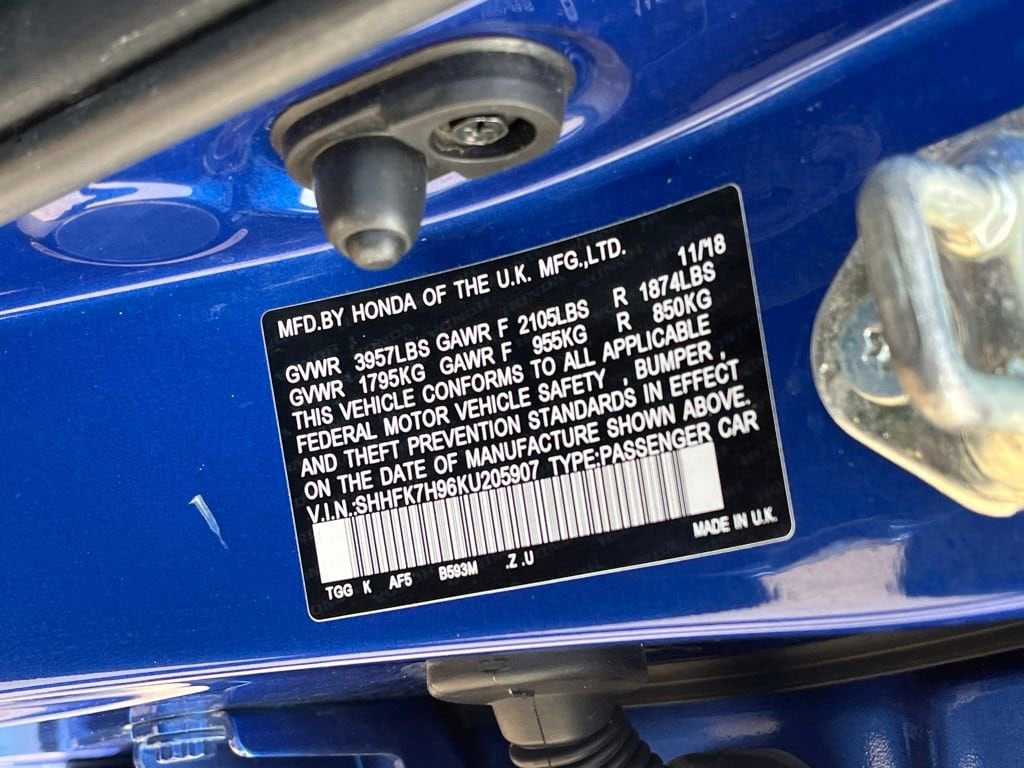 MFD.BY HONDA OF THE U.K. MFG.,LTD. 11/18
GVWR 3957LBS GAWR F 2105LBS R 1874LBS
GVWR 1795KG GAWR F 955KG R 850KG
THIS VEHICLE CONFORMS TO ALL APPLICABLE
FEDERAL MOTOR VEHICLE SAFETY , BUMPER ,
AND THEFT PREVENTION STANDARDS IN EFFECT
ON THE DATE OF MANUFACTURE SHOWN ABOVE.
V.I.N.:SHHFK7H96KU205907 TYPE:PASSENGER CAR
MADE IN U.K.
TGG K AF5 B593M .Z .U